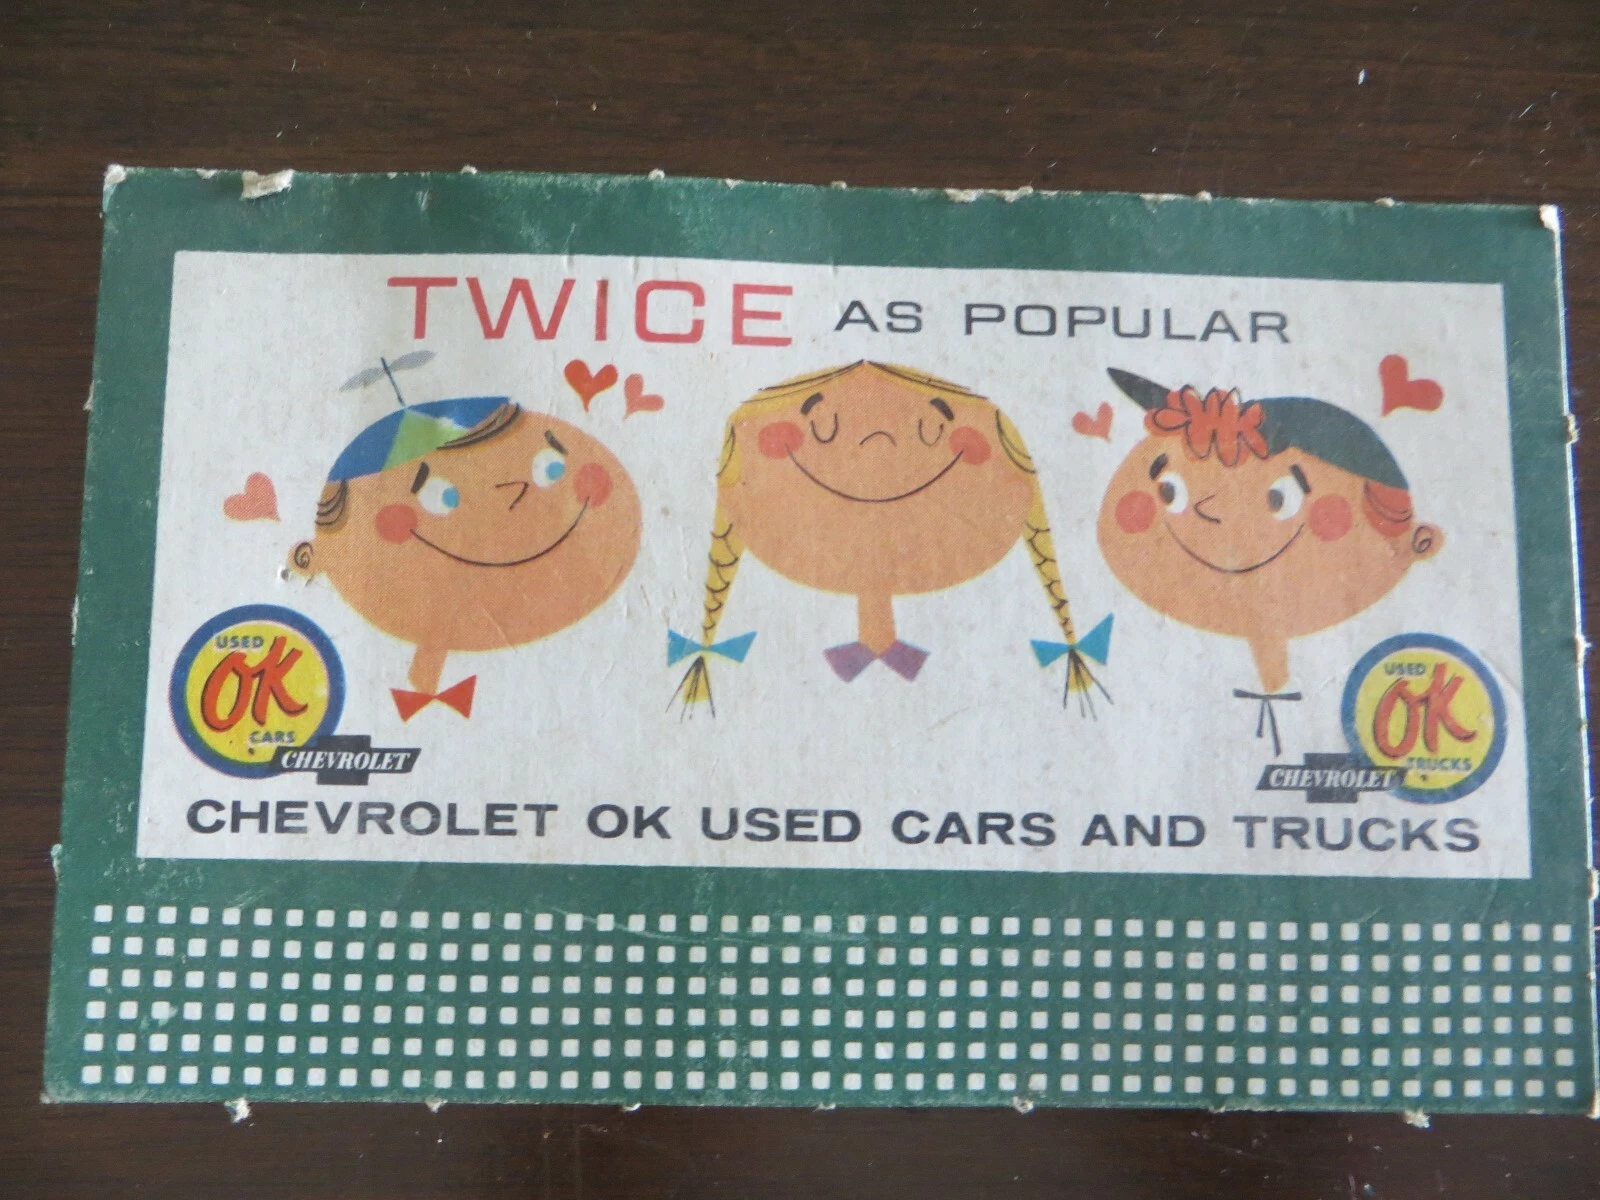 TWICE AS POPULAR
USED
OK
CARS
CHEVROLET
USED
OK
TRUCKS
CHEVROLET
CHEVROLET OK USED CARS AND TRUCKS